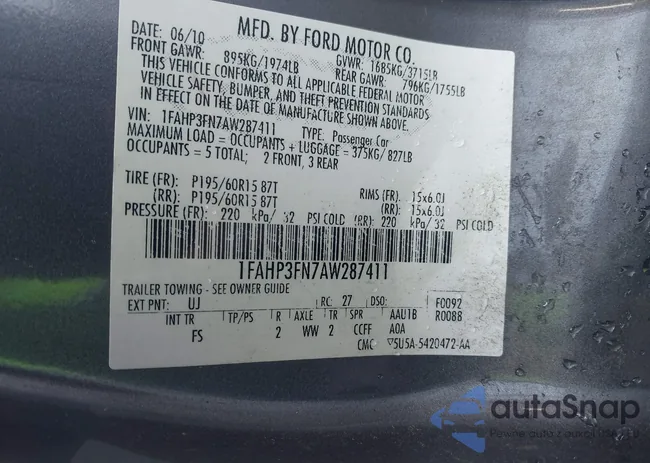 MFD. BY FORD MOTOR CO.
DATE: 06/10 GVWR: 1685KG/3715LB
FRONT GAWR: 895KG/1974LB REAR GAWR: 796KG/1755LB
THIS VEHICLE CONFORMS TO ALL APPLICABLE FEDERAL MOTOR
VEHICLE SAFETY, BUMPER, AND THEFT PREVENTION STANDARDS
IN EFFECT ON THE DATE OF MANUFACTURE SHOWN ABOVE.
VIN: 1FAHP3FN7AW287411 TYPE: Passenger Car
MAXIMUM LOAD = OCCUPANTS + LUGGAGE = 375KG/ 827LB
OCCUPANTS = 5 TOTAL; 2 FRONT, 3 REAR
TIRE (FR): P195/60R15 87T RIMS (FR): 15x6.0J
(RR): P195/60R15 87T (RR): 15x6.0J
PRESSURE (FR): 220 kPa/ 32 PSI COLD (RR): 220 kPa/ 32 PSI COLD
1FAHP3FN7AW287411
TRAILER TOWING - SEE OWNER GUIDE
EXT PNT: UJ RC: 27 DSO: F0092
INT TR TP/PS R AXLE TR SPR AAU1B R0088
FS 2 WW 2 CCFF A0A
CMC 5U5A-5420472-AA
autaSnap